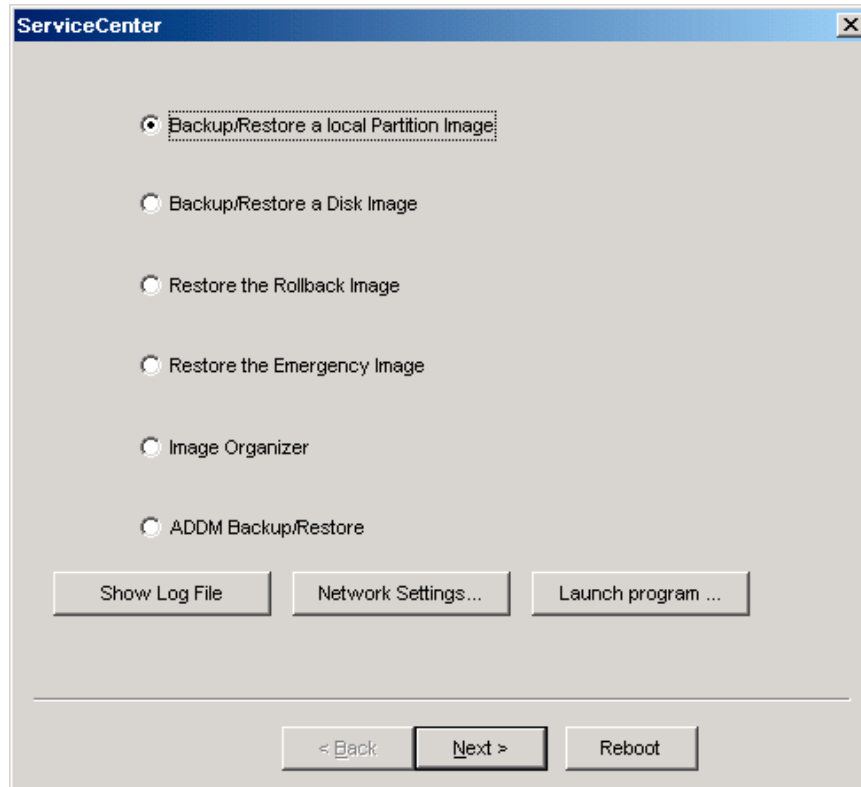 ServiceCenter
Backup/Restore a local Partition Image
Backup/Restore a Disk Image
Restore the Rollback Image
Restore the Emergency Image
Image Organizer
ADDM Backup/Restore
Show Log File Network Settings... Launch program ...
< Back Next > Reboot